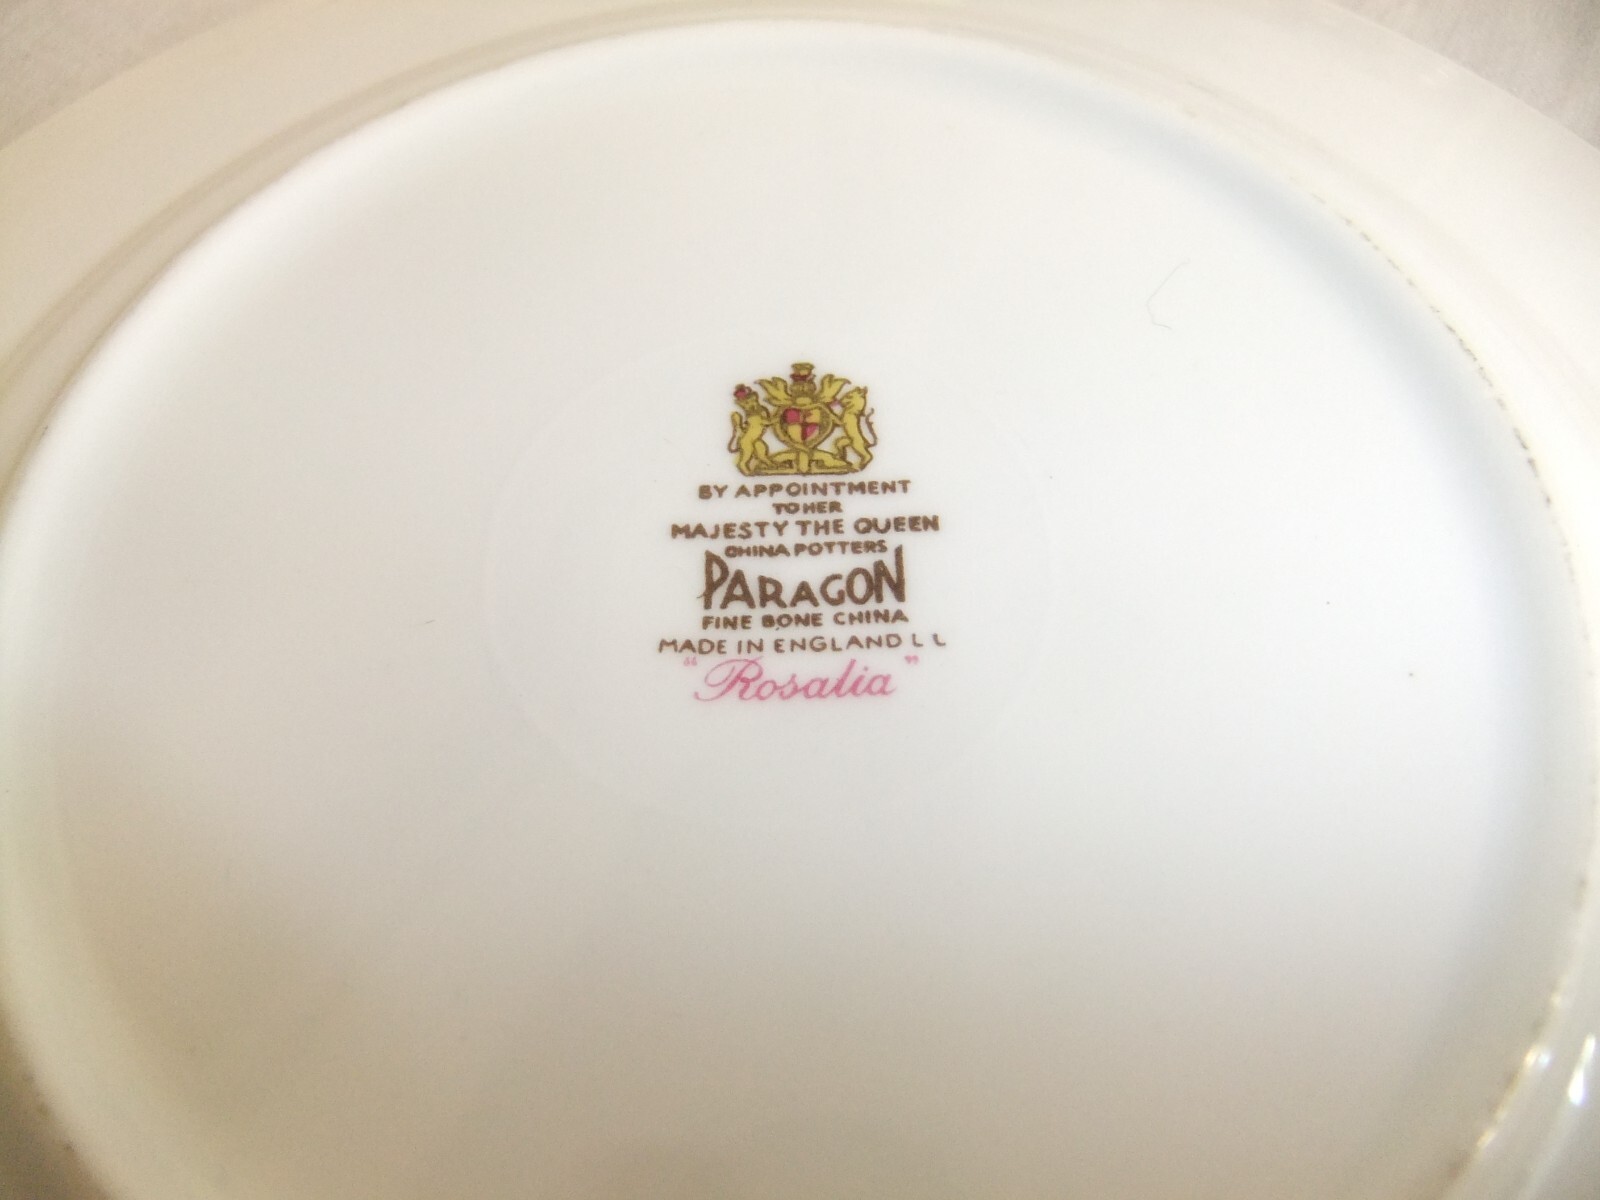 BY APPOINTMENT
TO HER
MAJESTY THE QUEEN
CHINA POTTERS
PARAGON
FINE BONE CHINA
MADE IN ENGLAND L L
"Rosalia"